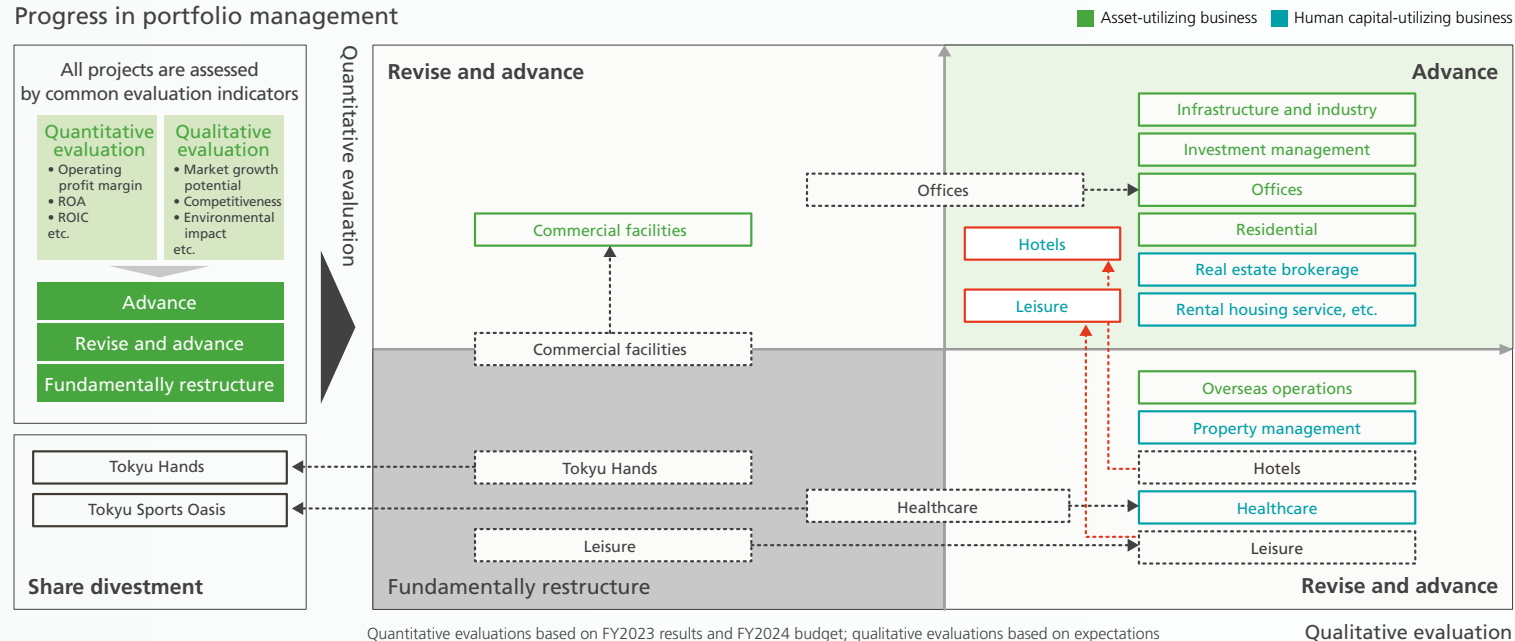 Progress in portfolio management
Asset-utilizing business
Human capital-utilizing business
All projects are assessed
by common evaluation indicators
Quantitative
evaluation
• Operating
profit margin
• ROA
• ROIC
etc.
Qualitative
evaluation
• Market growth
potential
• Competitiveness
• Environmental
impact
etc.
Advance
Revise and advance
Fundamentally restructure
Tokyu Hands
Tokyu Sports Oasis
Share divestment
Quantitative evaluation
Revise and advance
Commercial facilities
Commercial facilities
Advance
Infrastructure and industry
Investment management
Offices
Offices
Residential
Hotels
Real estate brokerage
Leisure
Rental housing service, etc.
Tokyu Hands
Healthcare
Leisure
Fundamentally restructure
Overseas operations
Property management
Hotels
Healthcare
Leisure
Revise and advance
Quantitative evaluations based on FY2023 results and FY2024 budget; qualitative evaluations based on expectations
Qualitative evaluation